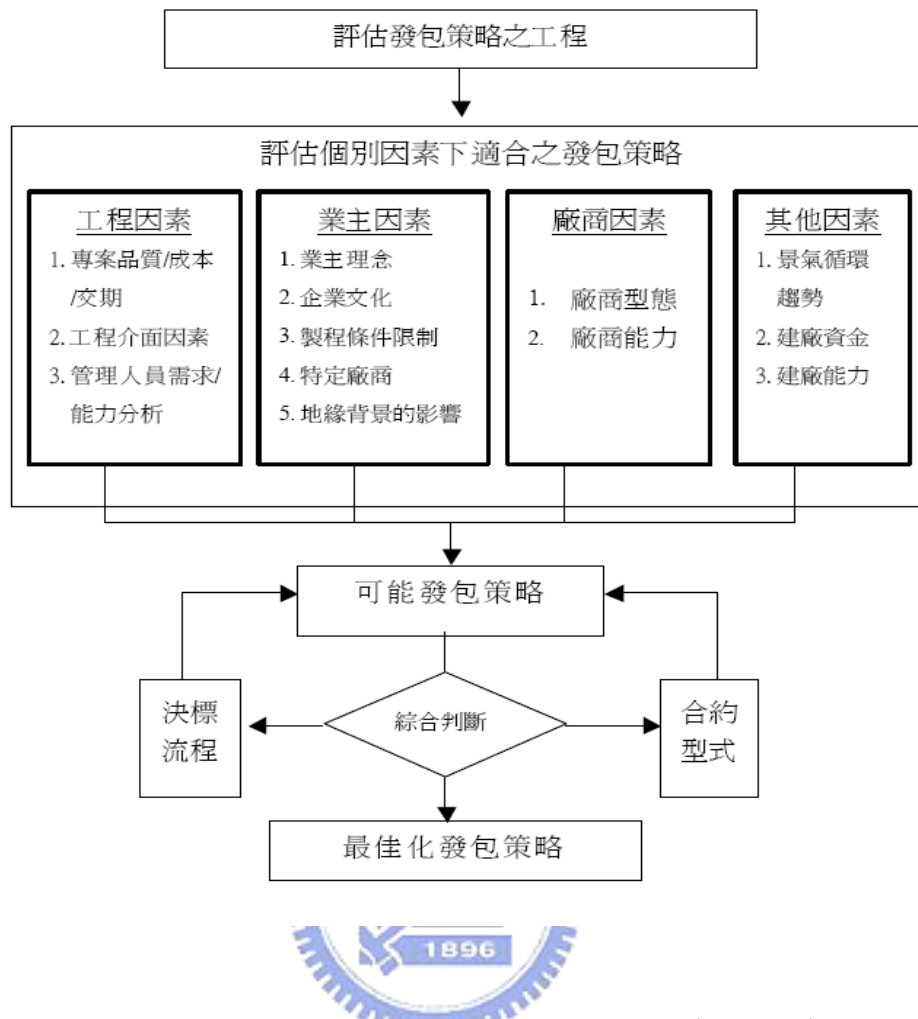 評估發包策略之工程
評估個別因素下適合之發包策略
工程因素
1. 專案品質/成本
/交期
2. 工程介面因素
3. 管理人員需求/
能力分析
業主因素
1. 業主理念
2. 企業文化
3. 製程條件限制
4. 特定廠商
5. 地緣背景的影響
廠商因素
1. 廠商型態
2. 廠商能力
其他因素
1. 景氣循環
趨勢
2. 建廠資金
3. 建廠能力
可能發包策略
決標
流程
綜合判斷
合約
型式
最佳化發包策略
1896